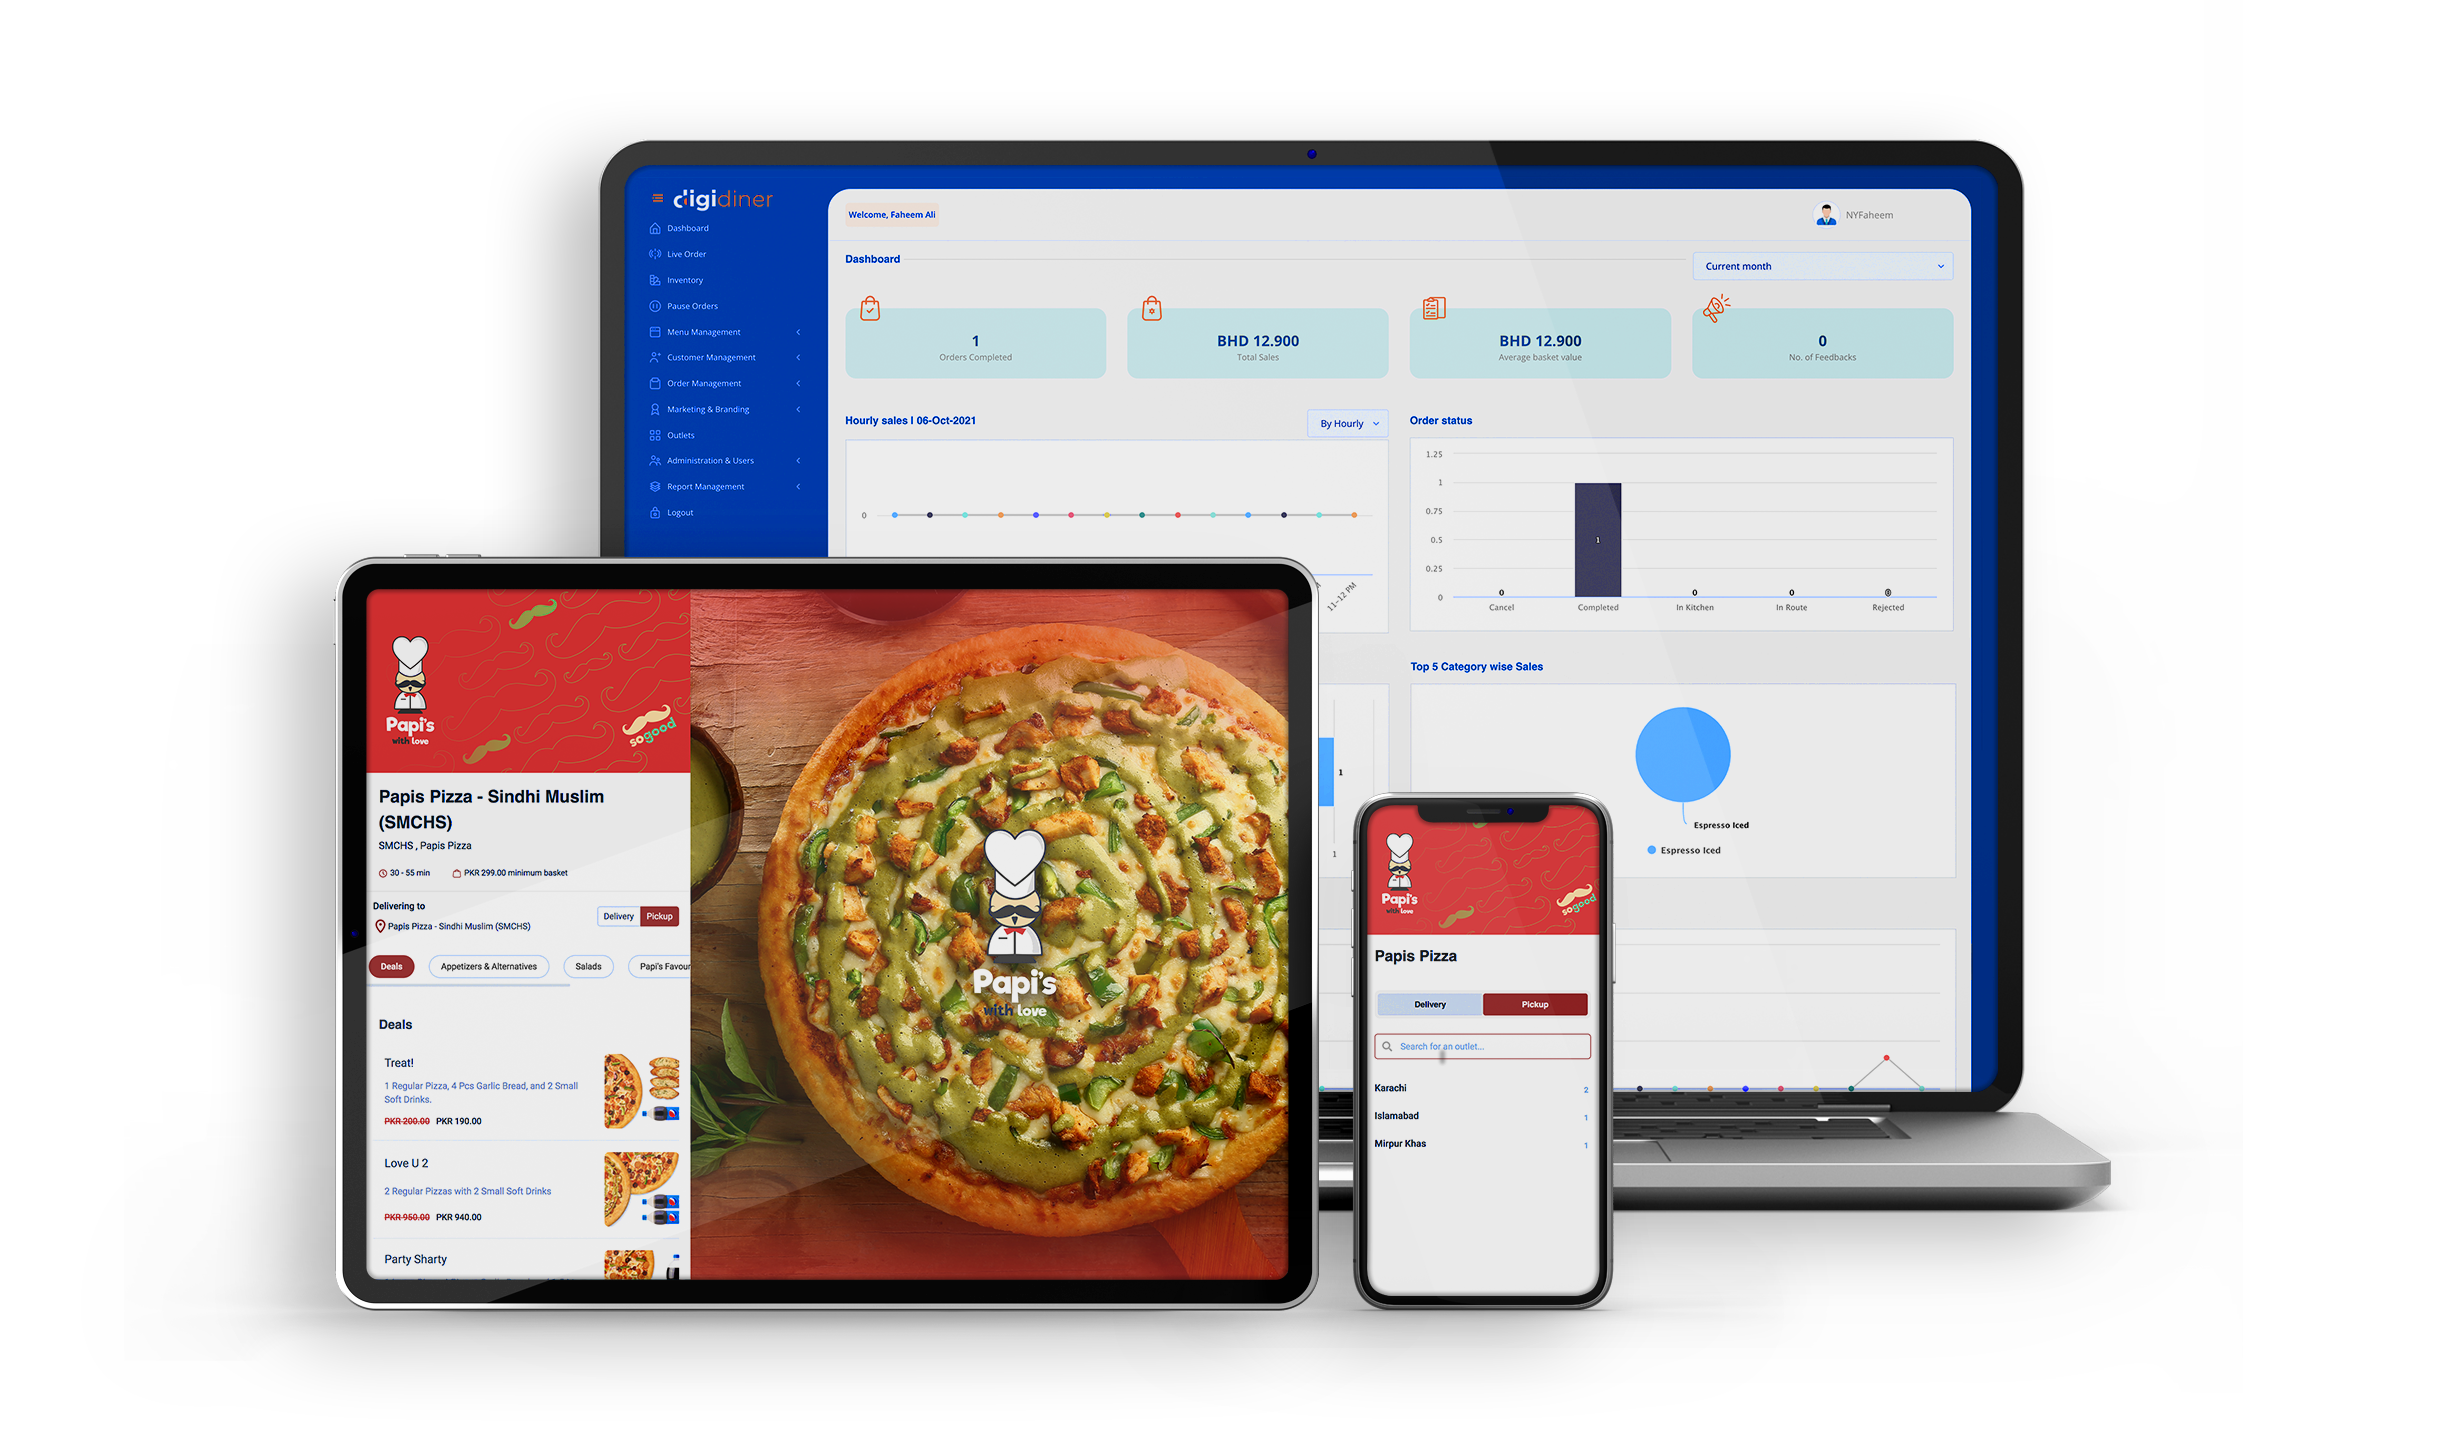 digidiner
Dashboard
Live Order
Inventory
Pause Orders
Menu Management
Customer Management
Order Management
Marketing & Branding
Outlets
Administration & Users
Report Management
Logout
Welcome, Faheem Ali
NYFaheem
Dashboard
Current month
1
Orders Completed
BHD 12.900
Total Sales
BHD 12.900
Average basket value
0
No. of Feedbacks
Hourly sales I 06-Oct-2021
By Hourly
0
11-12 PM
Order status
1.25
1
0.75
0.5
0.25
0
0
1
0
0
0
Cancel
Completed
In Kitchen
In Route
Rejected
1
1
Top 5 Category wise Sales
Espresso Iced
Espresso Iced
Papi's
with love
sogood
Papis Pizza - Sindhi Muslim
(SMCHS)
SMCHS , Papis Pizza
30 - 55 min
PKR 299.00 minimum basket
Delivering to
Papis Pizza - Sindhi Muslim (SMCHS)
Delivery
Pickup
Deals
Appetizers & Alternatives
Salads
Papi's Favour
Deals
Treat!
1 Regular Pizza, 4 Pcs Garlic Bread, and 2 Small
Soft Drinks.
PKR 200.00 PKR 190.00
Love U 2
2 Regular Pizzas with 2 Small Soft Drinks
PKR 950.00 PKR 940.00
Party Sharty
Papi's
with love
Papi's
with love
sogood
Papis Pizza
Delivery
Pickup
Search for an outlet...
Karachi 2
Islamabad 1
Mirpur Khas 1